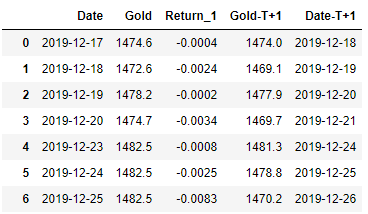 Date Gold Return_1 Gold-T+1 Date-T+1
0 2019-12-17 1474.6 -0.0004 1474.0 2019-12-18
1 2019-12-18 1472.6 -0.0024 1469.1 2019-12-19
2 2019-12-19 1478.2 -0.0002 1477.9 2019-12-20
3 2019-12-20 1474.7 -0.0034 1469.7 2019-12-21
4 2019-12-23 1482.5 -0.0008 1481.3 2019-12-24
5 2019-12-24 1482.5 -0.0025 1478.8 2019-12-25
6 2019-12-25 1482.5 -0.0083 1470.2 2019-12-26